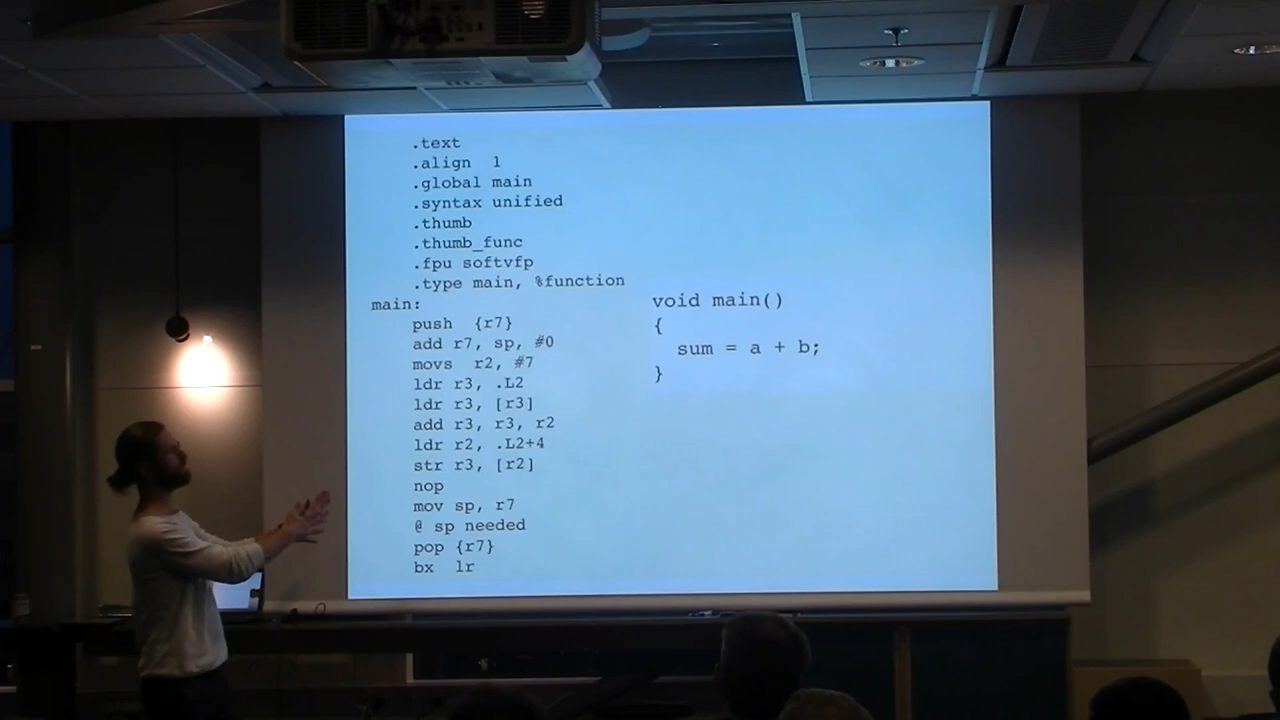 .text
.align 1
.global main
.syntax unified
.thumb
.thumb_func
.fpu softvfp
.type main, %function
main:
push {r7}
add r7, sp, #0
movs r2, #7
ldr r3, .L2
ldr r3, [r3]
add r3, r3, r2
ldr r2, .L2+4
str r3, [r2]
nop
mov sp, r7
@ sp needed
pop {r7}
bx lr
void main()
{
sum = a + b;
}